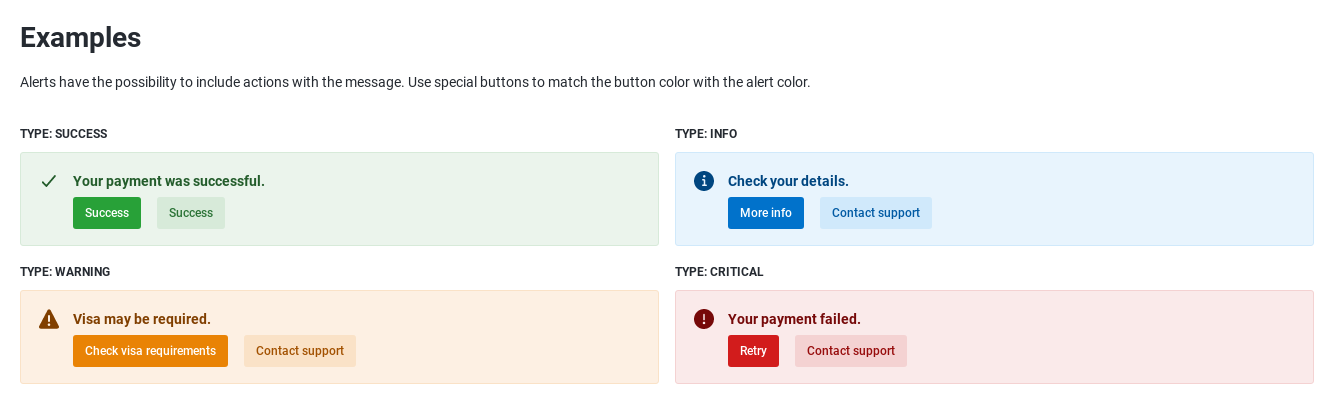 Examples
Alerts have the possibility to include actions with the message. Use special buttons to match the button color with the alert color.
TYPE: SUCCESS
Your payment was successful.
Success Success
TYPE: INFO
Check your details.
More info Contact support
TYPE: WARNING
Visa may be required.
Check visa requirements Contact support
TYPE: CRITICAL
Your payment failed.
Retry Contact support